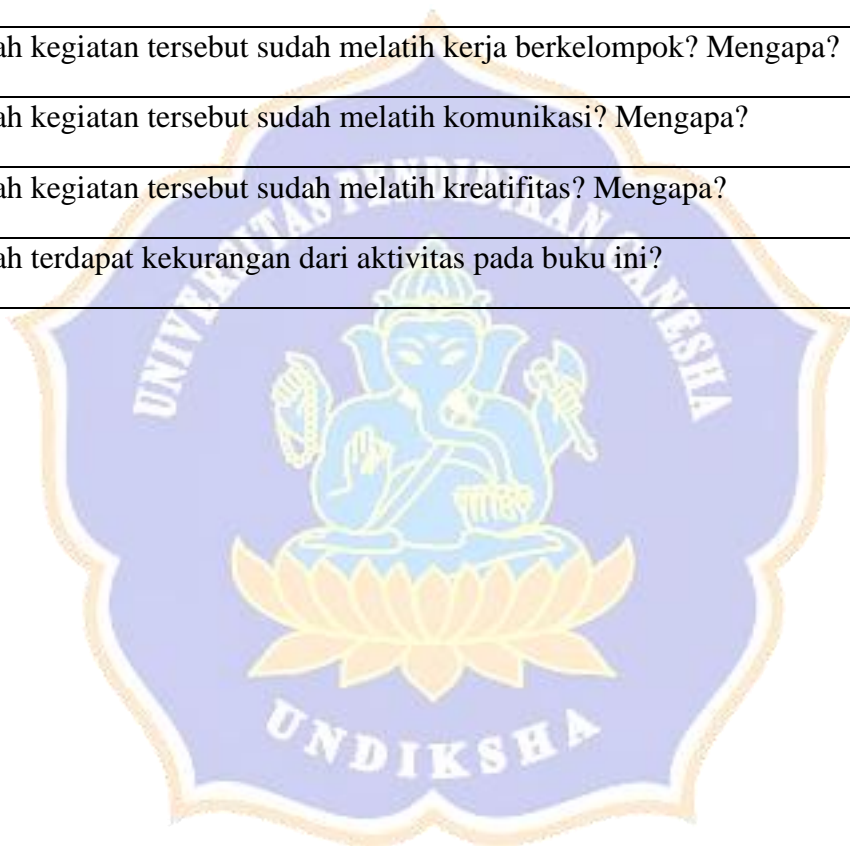 ah kegiatan tersebut sudah melatih kerja berkelompok? Mengapa?
ah kegiatan tersebut sudah melatih komunikasi? Mengapa?
ah kegiatan tersebut sudah melatih kreatifitas? Mengapa?
ah terdapat kekurangan dari aktivitas pada buku ini?
UNIVERSITAS PENDIDIKAN GANESHA
UNDIKSHA